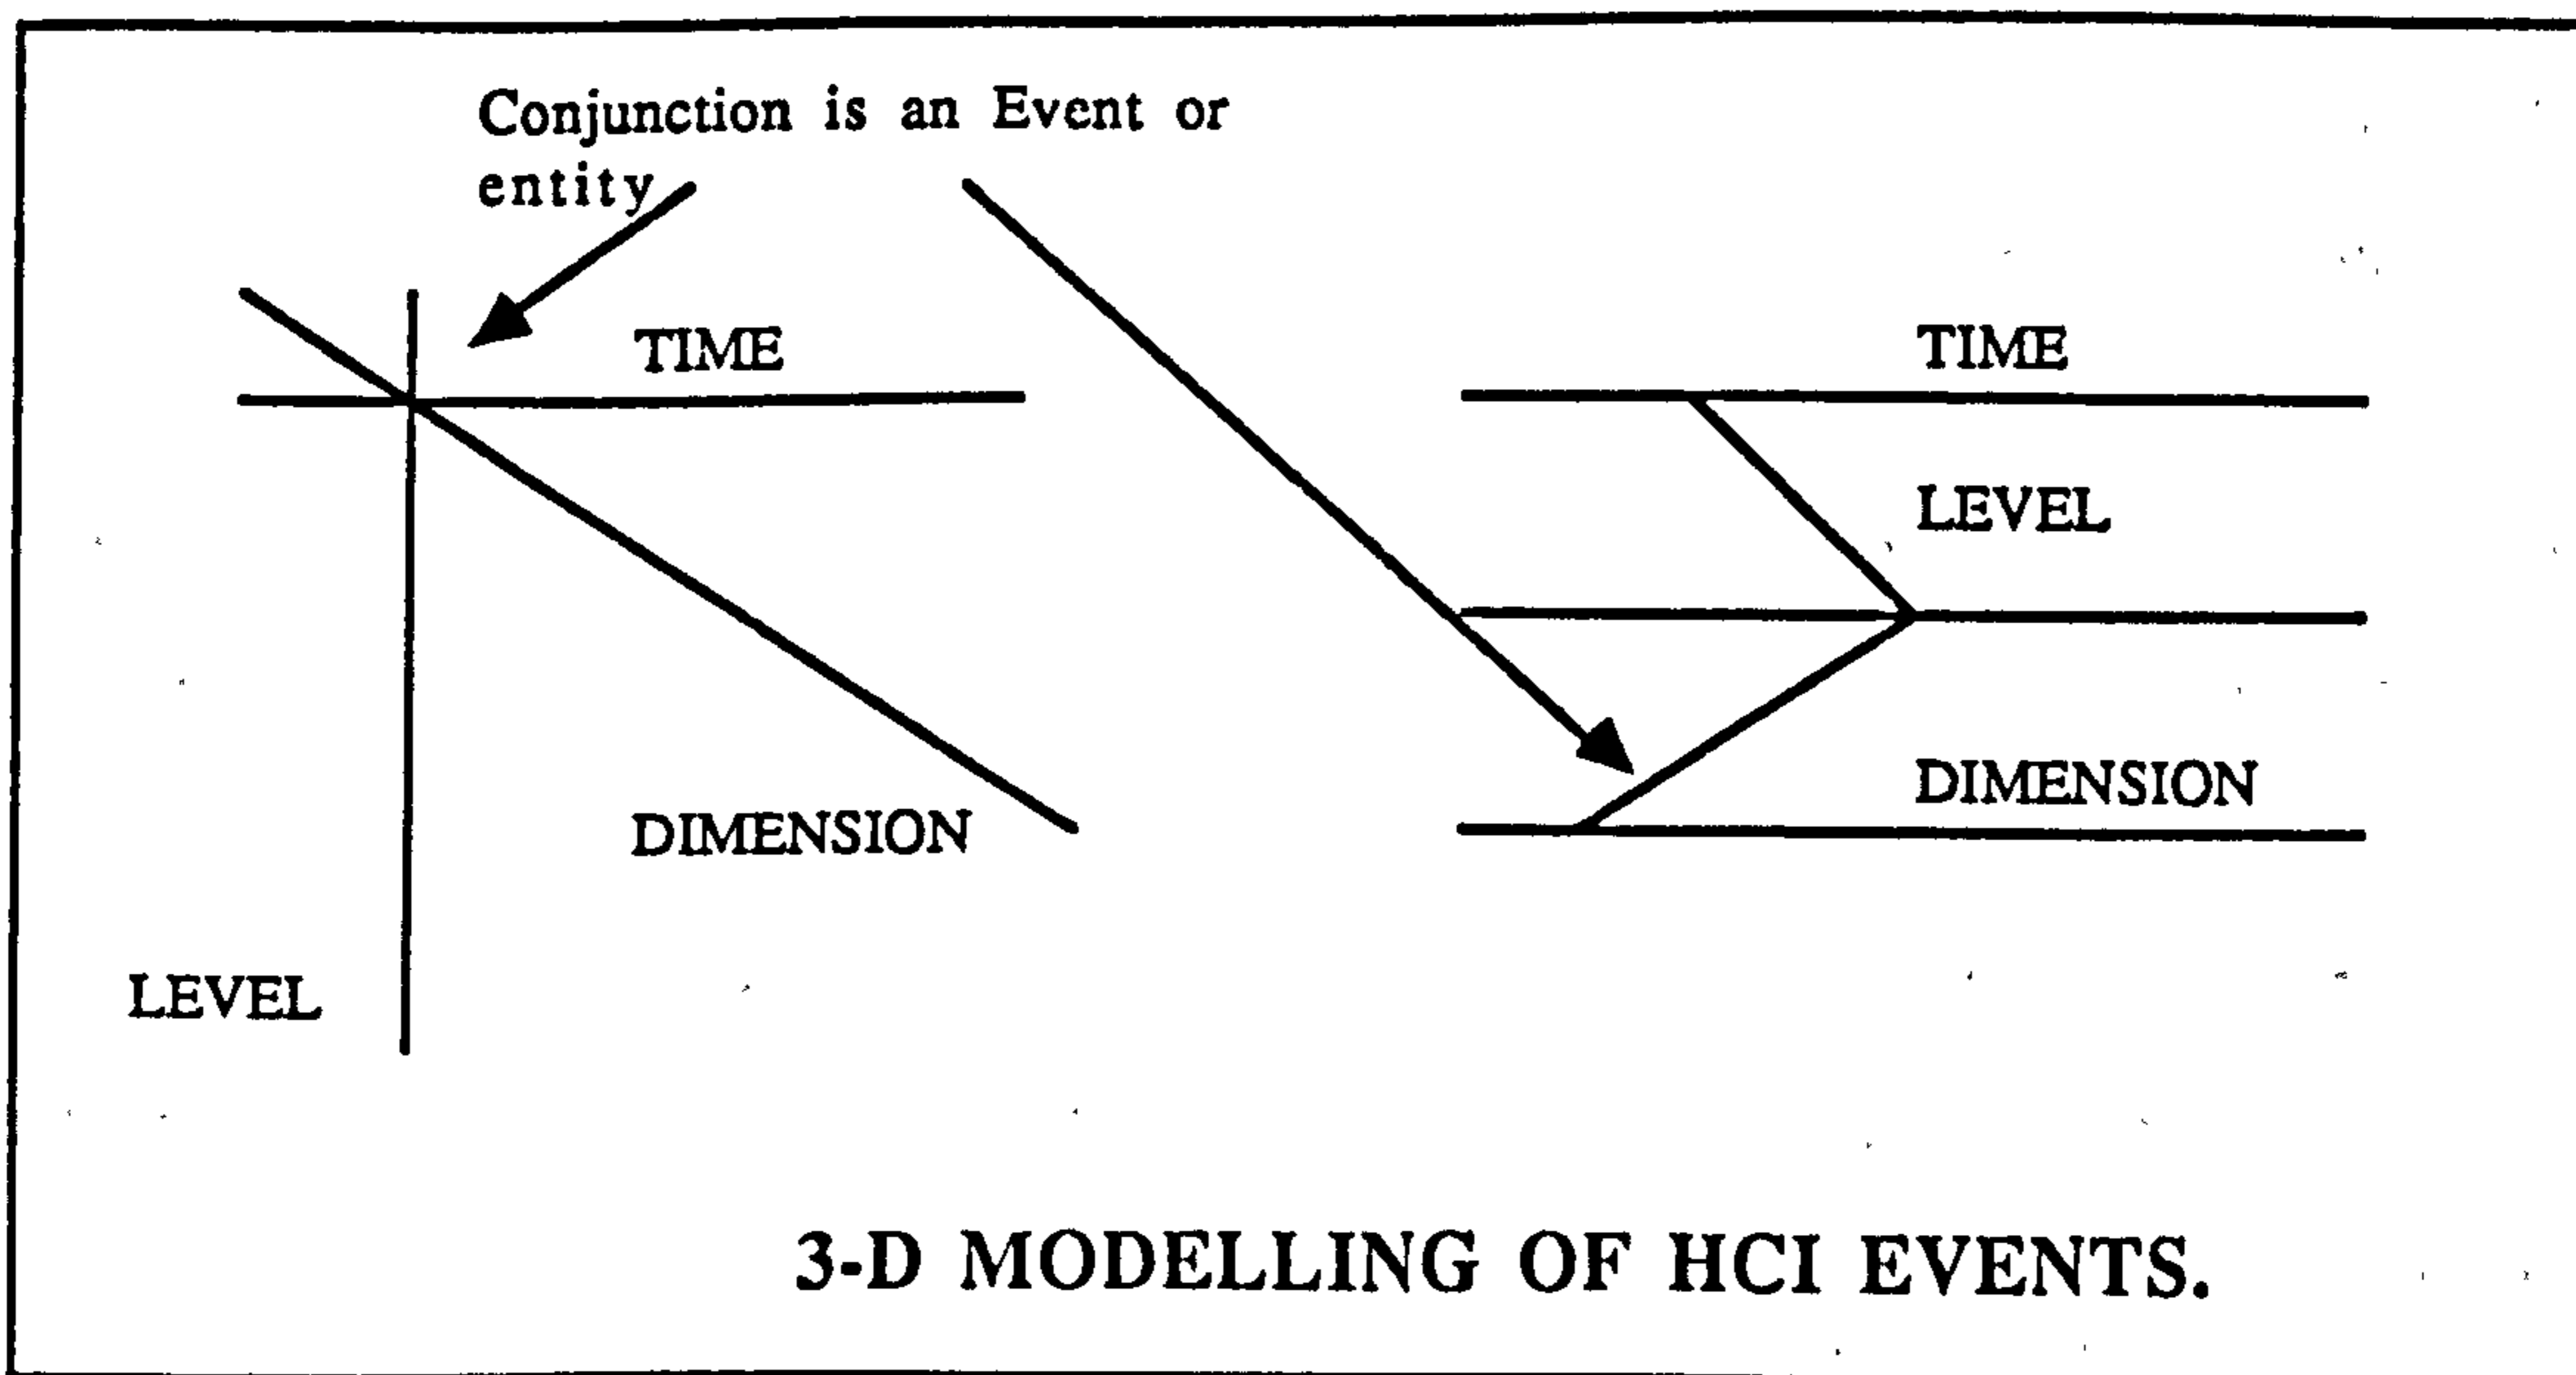 Conjunction is an Event or
entity
TIME
DIMENSION
LEVEL
TIME
LEVEL
DIMENSION
3-D MODELLING OF HCI EVENTS.